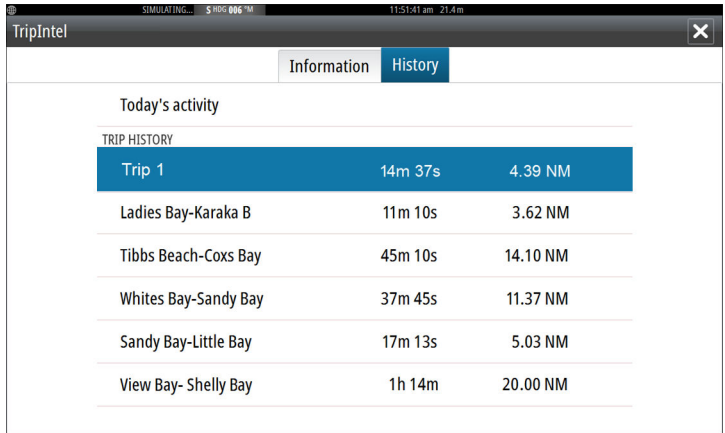 SIMULATING... S HDG 006 °M 11:51:41 am 21.4 m
TripIntel
Information History
Today's activity
TRIP HISTORY
Trip 1 14m 37s 4.39 NM
Ladies Bay-Karaka B 11m 10s 3.62 NM
Tibbs Beach-Coxs Bay 45m 10s 14.10 NM
Whites Bay-Sandy Bay 37m 45s 11.37 NM
Sandy Bay-Little Bay 17m 13s 5.03 NM
View Bay- Shelly Bay 1h 14m 20.00 NM